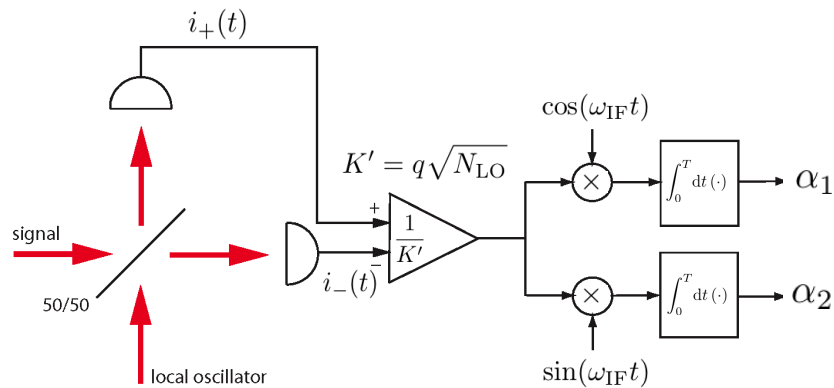 i₊(t)
cos(ω_IF t)
K′ = q√N_LO
∫₀ᵀ dt (·)
α₁
×
+
signal
1/K′
−
i₋(t)
50/50
×
∫₀ᵀ dt (·)
α₂
local oscillator
sin(ω_IF t)